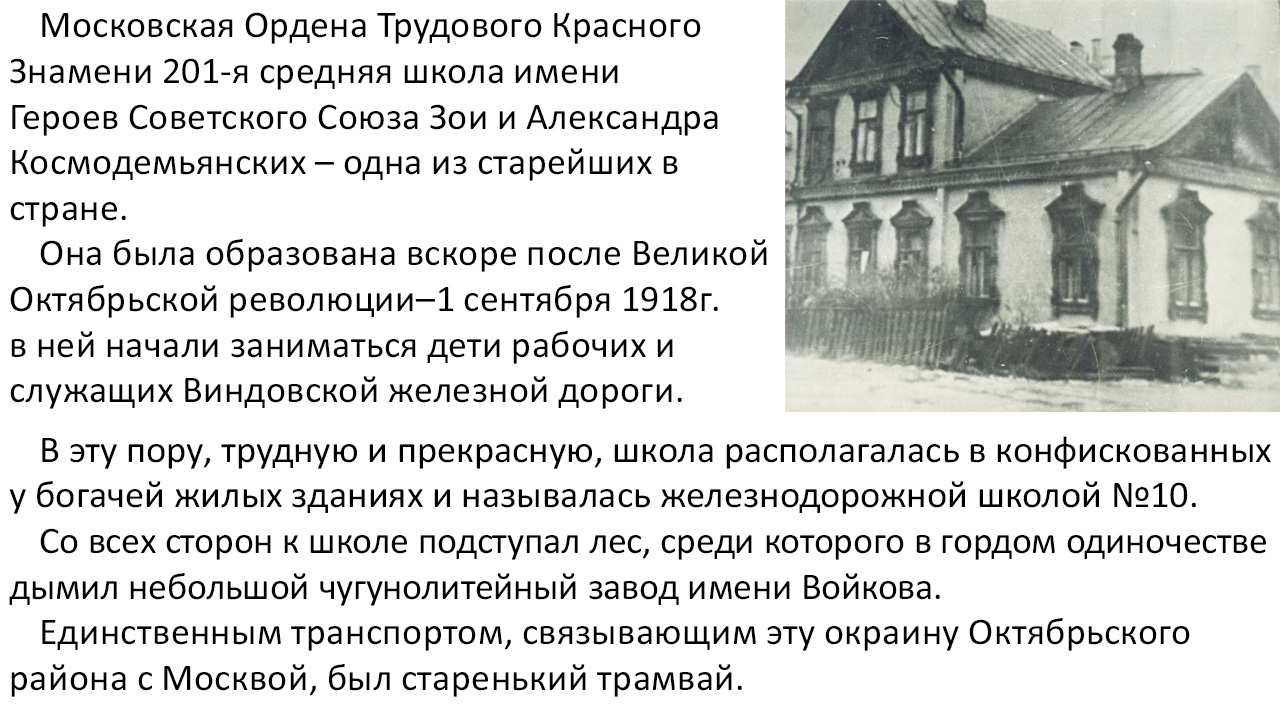 Московская Ордена Трудового Красного
Знамени 201-я средняя школа имени
Героев Советского Союза Зои и Александра
Космодемьянских – одна из старейших в
стране.
Она была образована вскоре после Великой
Октябрьской революции–1 сентября 1918г.
в ней начали заниматься дети рабочих и
служащих Виндовской железной дороги.
В эту пору, трудную и прекрасную, школа располагалась в конфискованных
у богачей жилых зданиях и называлась железнодорожной школой №10.
Со всех сторон к школе подступал лес, среди которого в гордом одиночестве
дымил небольшой чугунолитейный завод имени Войкова.
Единственным транспортом, связывающим эту окраину Октябрьского
района с Москвой, был старенький трамвай.